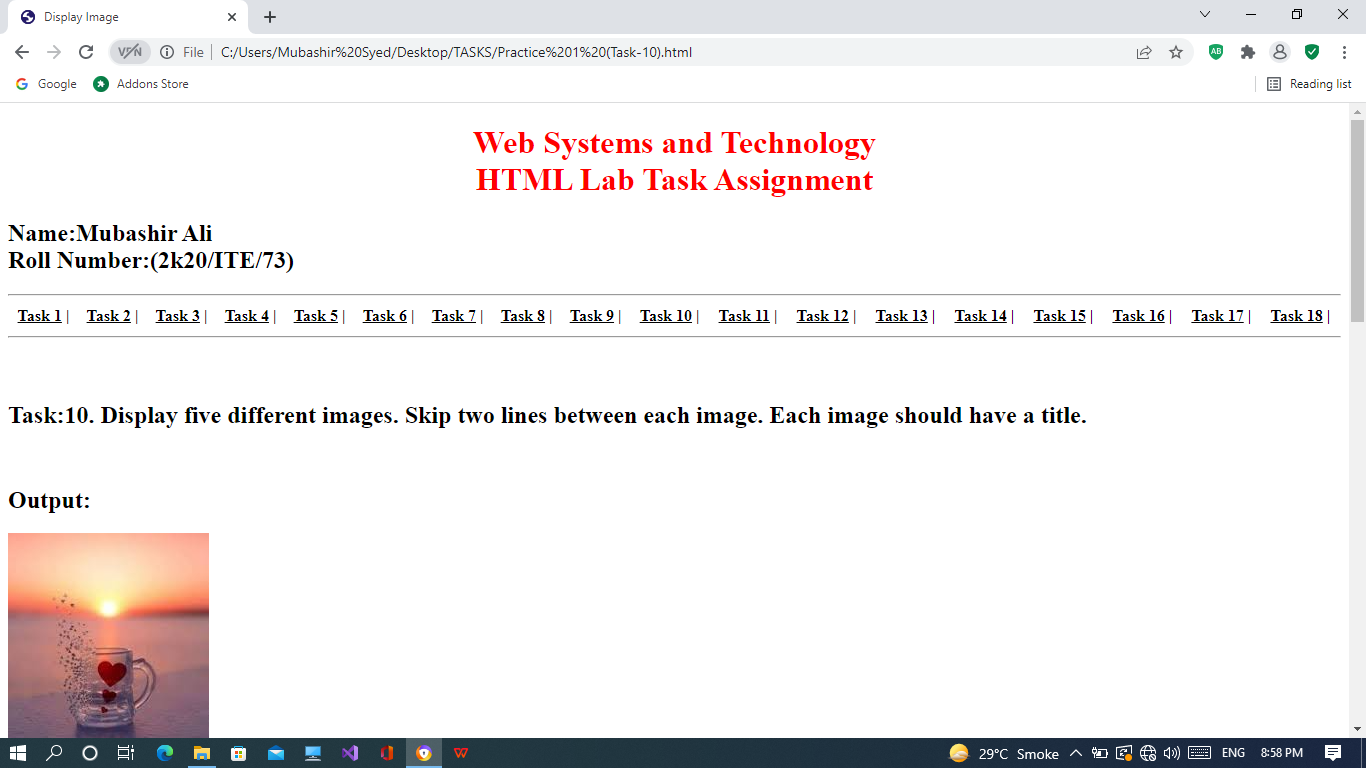 Display Image
VPN
File
C:/Users/Mubashir%20Syed/Desktop/TASKS/Practice%201%20(Task-10).html
AB
Google
Addons Store
Reading list
Web Systems and Technology
HTML Lab Task Assignment
Name:Mubashir Ali
Roll Number:(2k20/ITE/73)
Task 1 | Task 2 | Task 3 | Task 4 | Task 5 | Task 6 | Task 7 | Task 8 | Task 9 | Task 10 | Task 11 | Task 12 | Task 13 | Task 14 | Task 15 | Task 16 | Task 17 | Task 18 |
Task:10. Display five different images. Skip two lines between each image. Each image should have a title.
Output:
29°C Smoke
ENG
8:58 PM